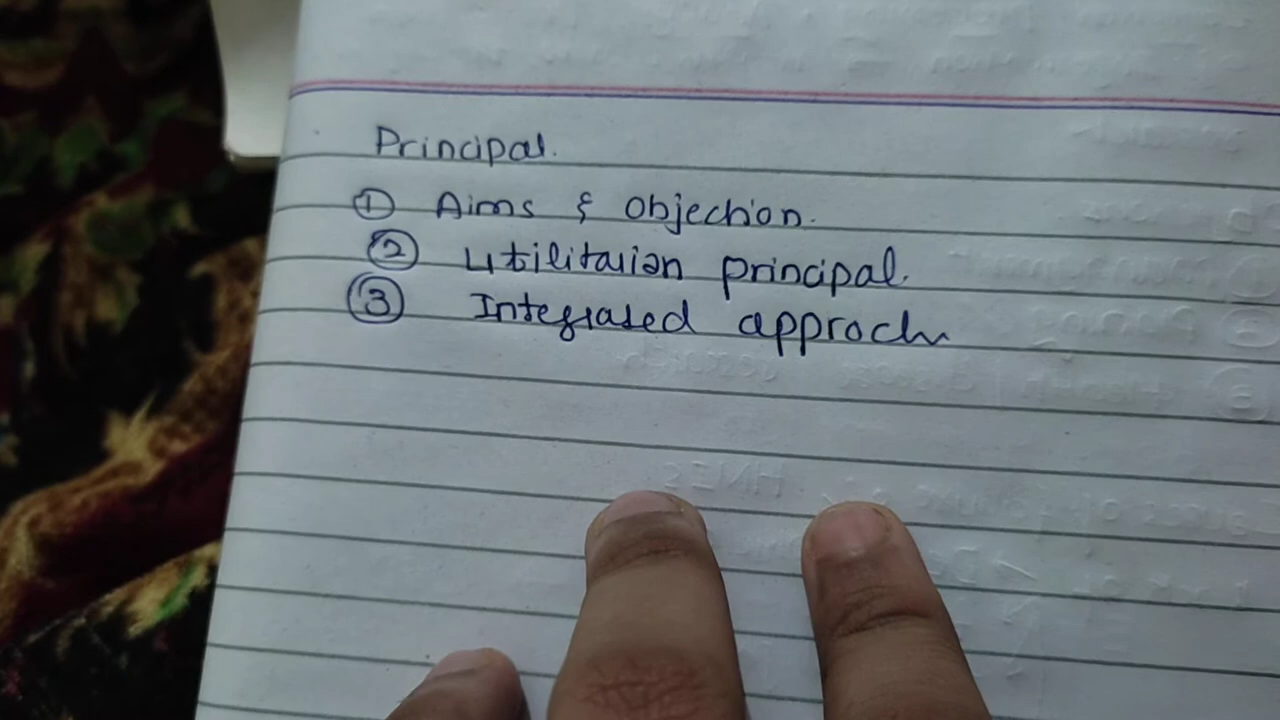 Principal.
① Aims & Objection.
② Utilitarian principal.
③ Integrated approch